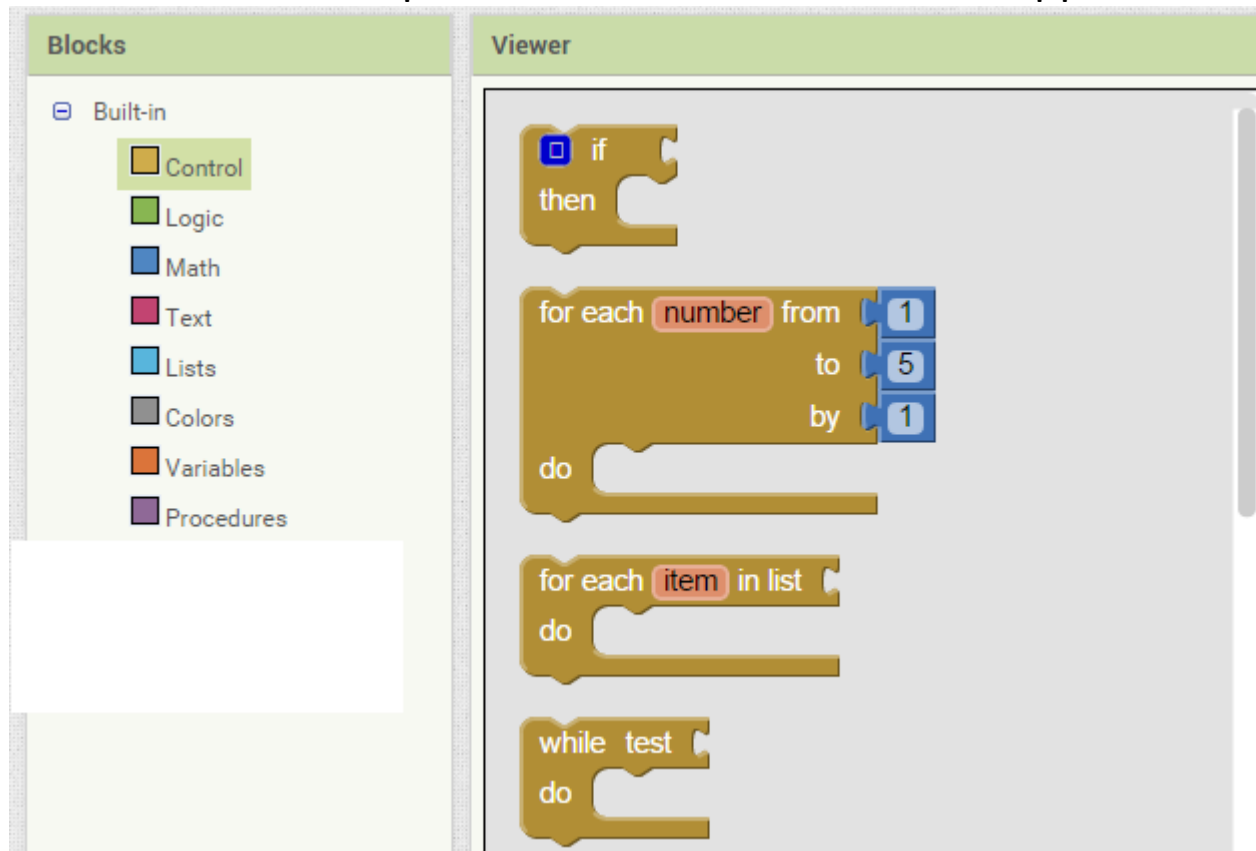 Blocks
Built-in
Control
Logic
Math
Text
Lists
Colors
Variables
Procedures
Viewer
if
then
for each number from 1
to 5
by 1
do
for each item in list
do
while test
do